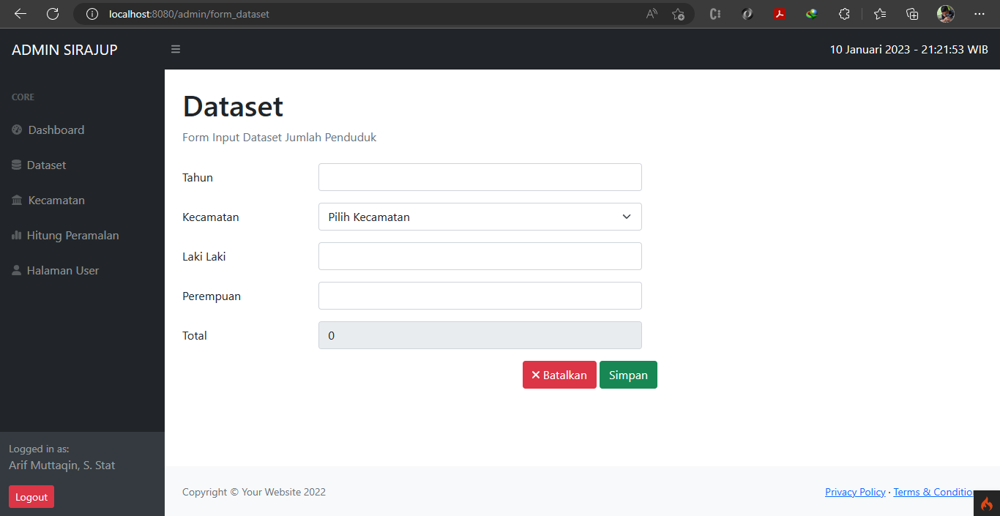 localhost:8080/admin/form_dataset
ADMIN SIRAJUP
10 Januari 2023 - 21:21:53 WIB
CORE
Dashboard
Dataset
Kecamatan
Hitung Peramalan
Halaman User
Logged in as:
Arif Muttaqin, S. Stat
Logout
Dataset
Form Input Dataset Jumlah Penduduk
Tahun
Kecamatan
Pilih Kecamatan
Laki Laki
Perempuan
Total
0
Batalkan
Simpan
Copyright © Your Website 2022
Privacy Policy · Terms & Conditio